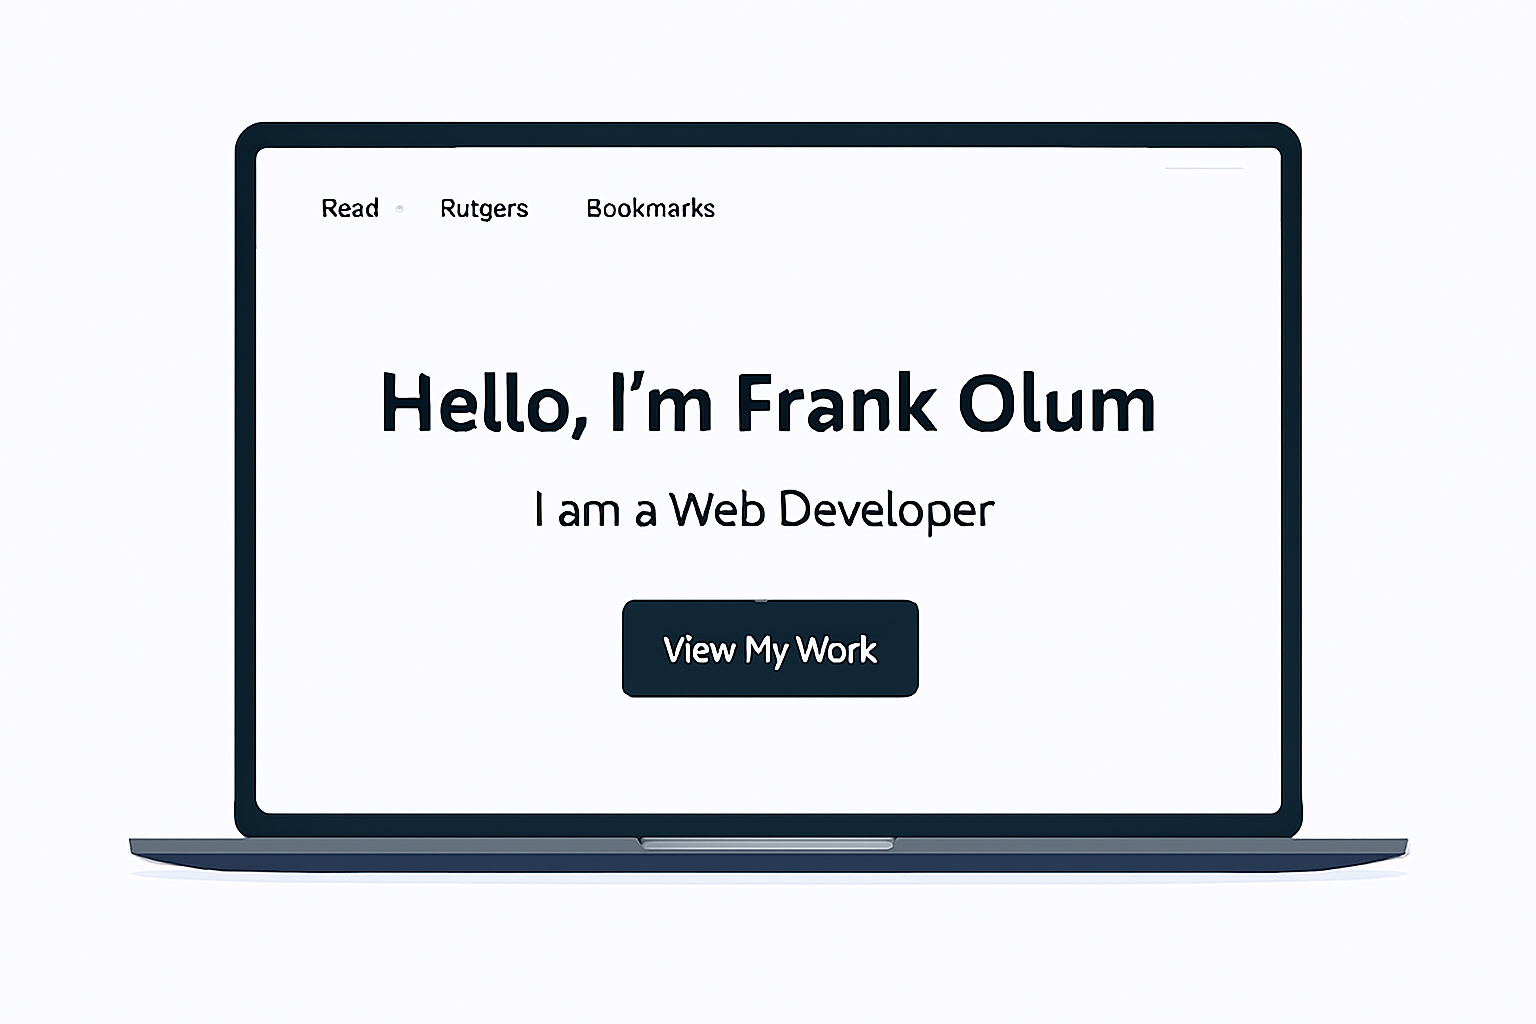 Read Rutgers Bookmarks
Hello, I’m Frank Olum
I am a Web Developer
View My Work